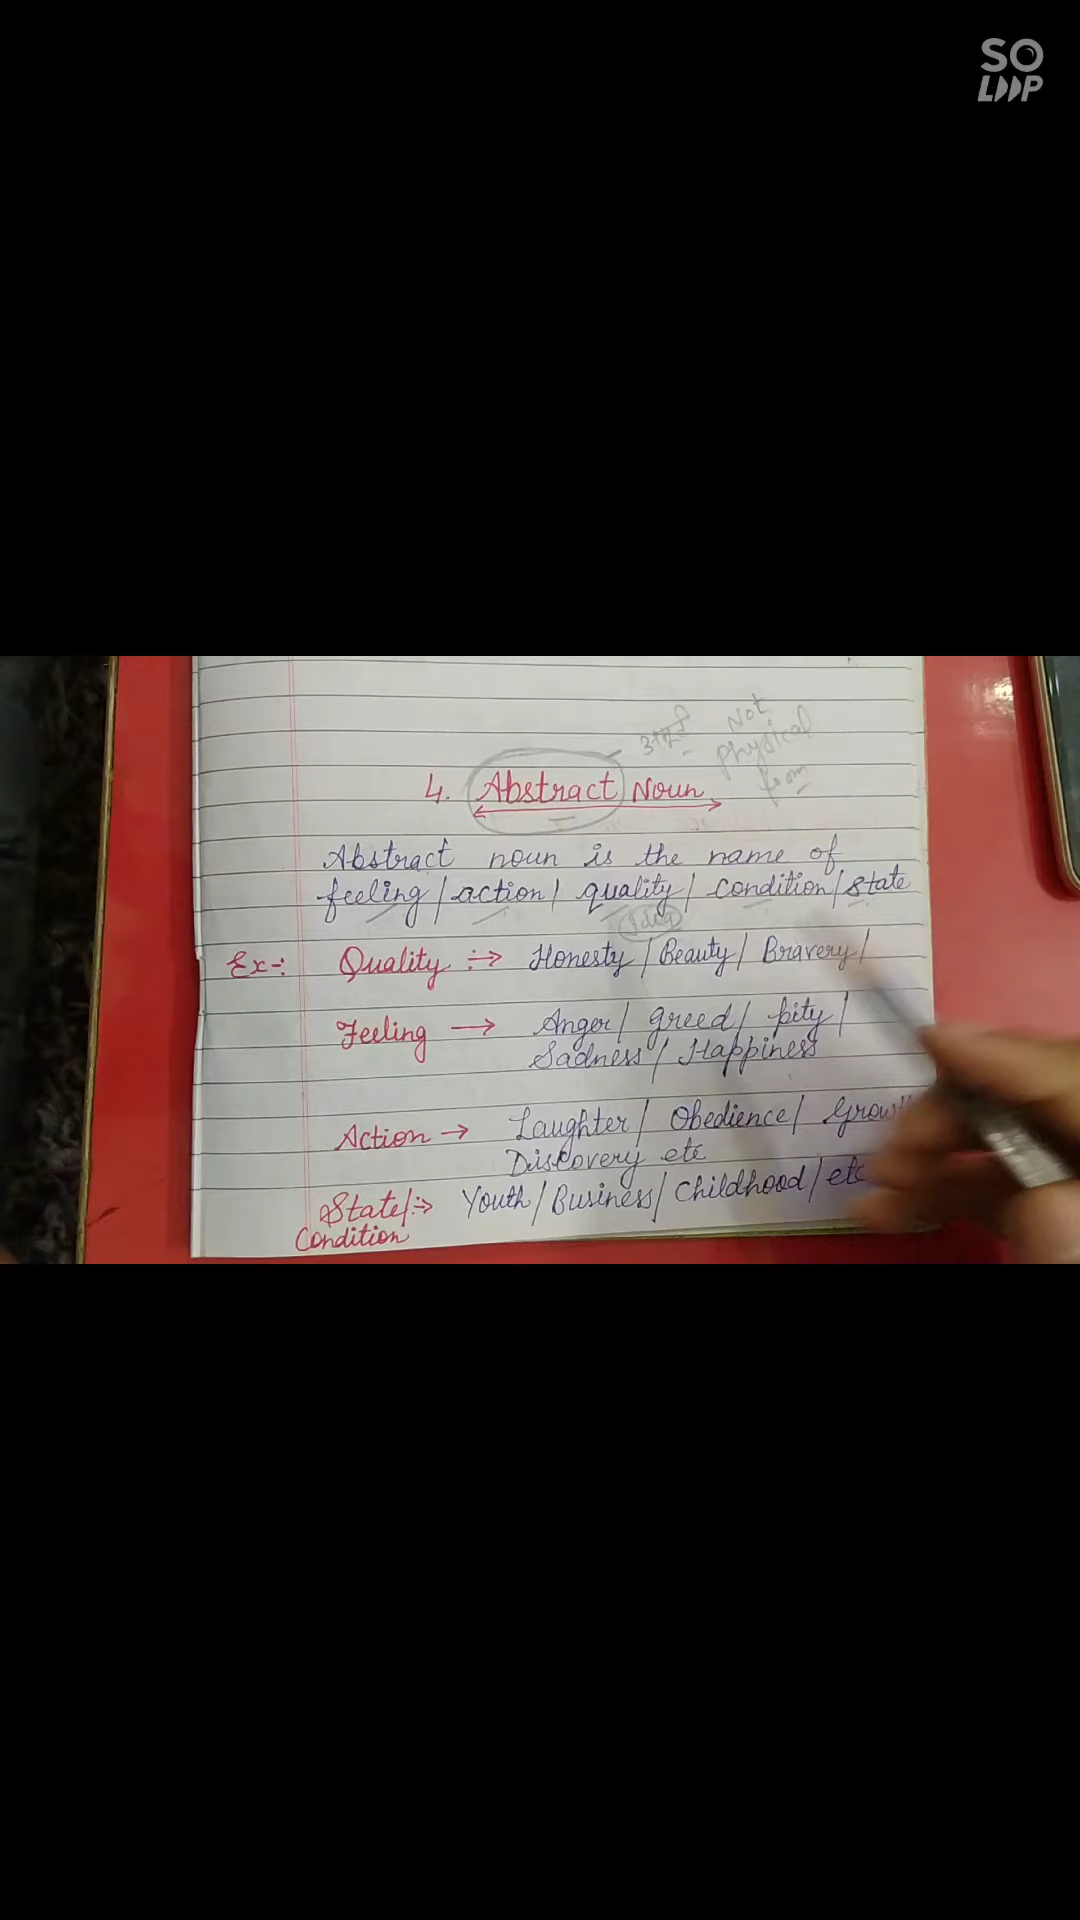 SO
LOOP
अमूर्त
Not
Physical
from
4. Abstract Noun
Abstract noun is the name of
feeling / action / quality / condition / State
Idea
Ex-: Quality :-> Honesty / Beauty / Bravery /
Feeling -> Anger / greed / pity /
Sadness / Happiness
Action -> Laughter / Obedience / Growth
Discovery etc
State/:-> Youth / Business / Childhood / etc
Condition